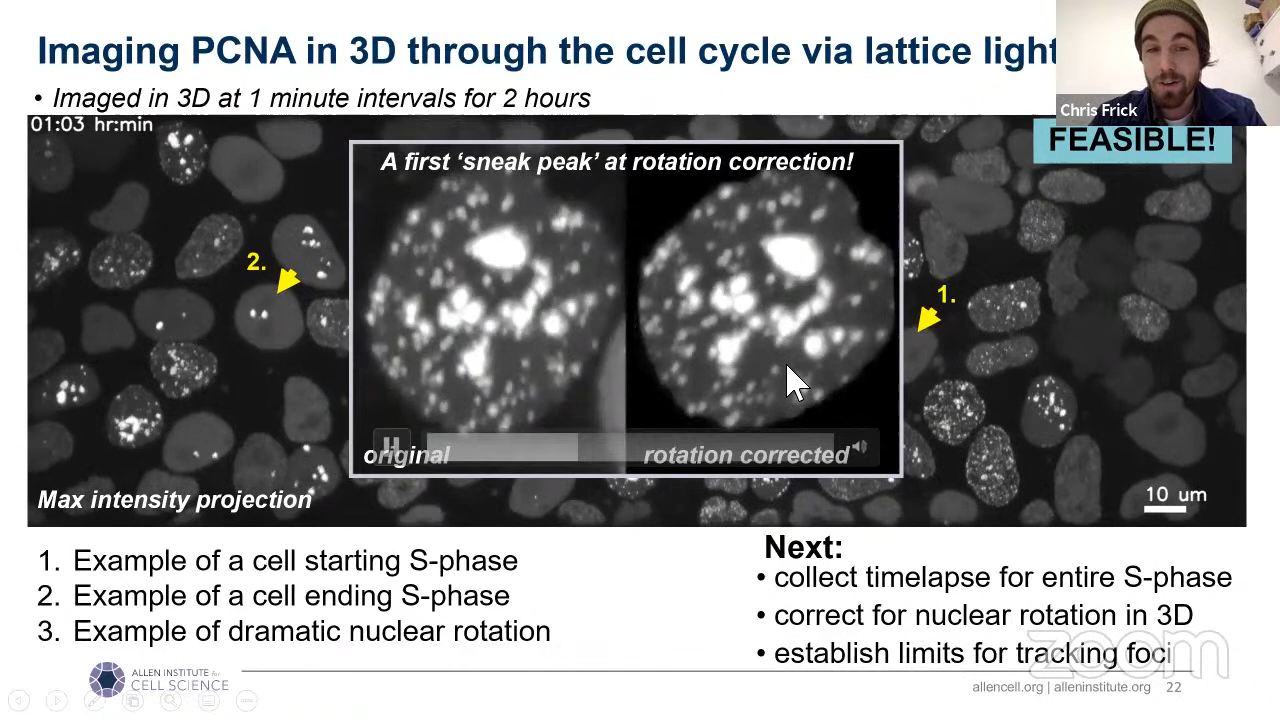 Imaging PCNA in 3D through the cell cycle via lattice light
• Imaged in 3D at 1 minute intervals for 2 hours
Chris Frick
01:03 hr:min
FEASIBLE!
A first ‘sneak peak’ at rotation correction!
2.
1.
original
rotation corrected
Max intensity projection
10 um
1. Example of a cell starting S-phase
2. Example of a cell ending S-phase
3. Example of dramatic nuclear rotation
Next:
• collect timelapse for entire S-phase
• correct for nuclear rotation in 3D
• establish limits for tracking foci
zoom
ALLEN INSTITUTE for
CELL SCIENCE
allencell.org | alleninstitute.org 22